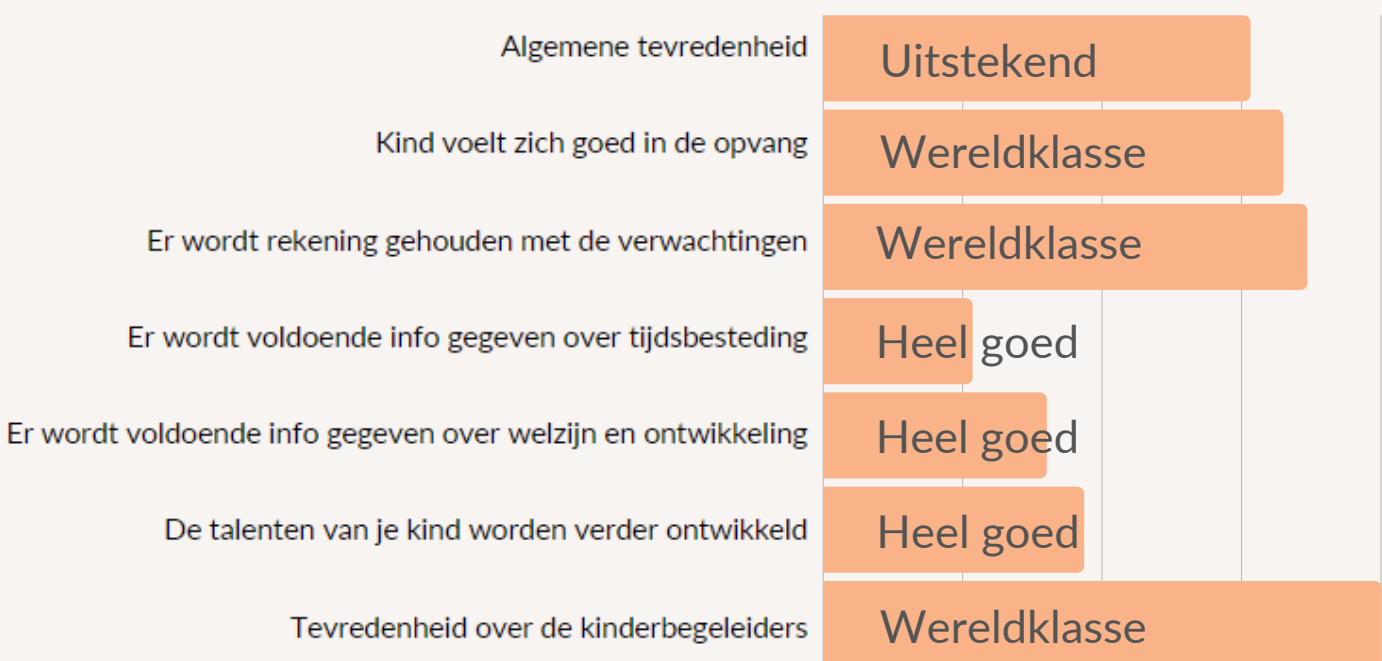 Algemene tevredenheid
Uitstekend
Kind voelt zich goed in de opvang
Wereldklasse
Er wordt rekening gehouden met de verwachtingen
Wereldklasse
Er wordt voldoende info gegeven over tijdsbesteding
Heel goed
Er wordt voldoende info gegeven over welzijn en ontwikkeling
Heel goed
De talenten van je kind worden verder ontwikkeld
Heel goed
Tevredenheid over de kinderbegeleiders
Wereldklasse